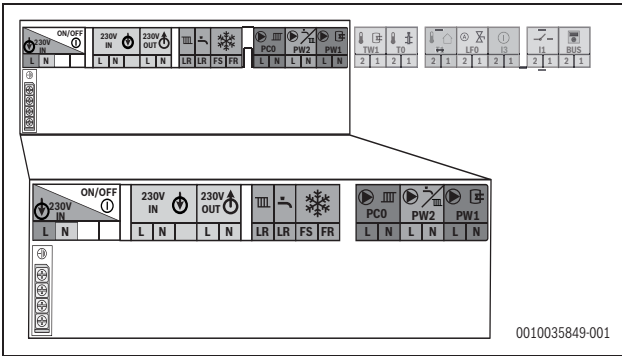 ON/OFF
230V
IN
230V
IN
230V
OUT
PC0
PW2
PW1
TW1
T0
LF0
I3
I1
BUS
L N L N L N LR LR FS FR L N L N L N 2 1 2 1 2 1 2 1 2 1 2 1
ON/OFF
230V
IN
230V
IN
230V
OUT
PC0
PW2
PW1
L N L N L N LR LR FS FR L N L N L N
0010035849-001